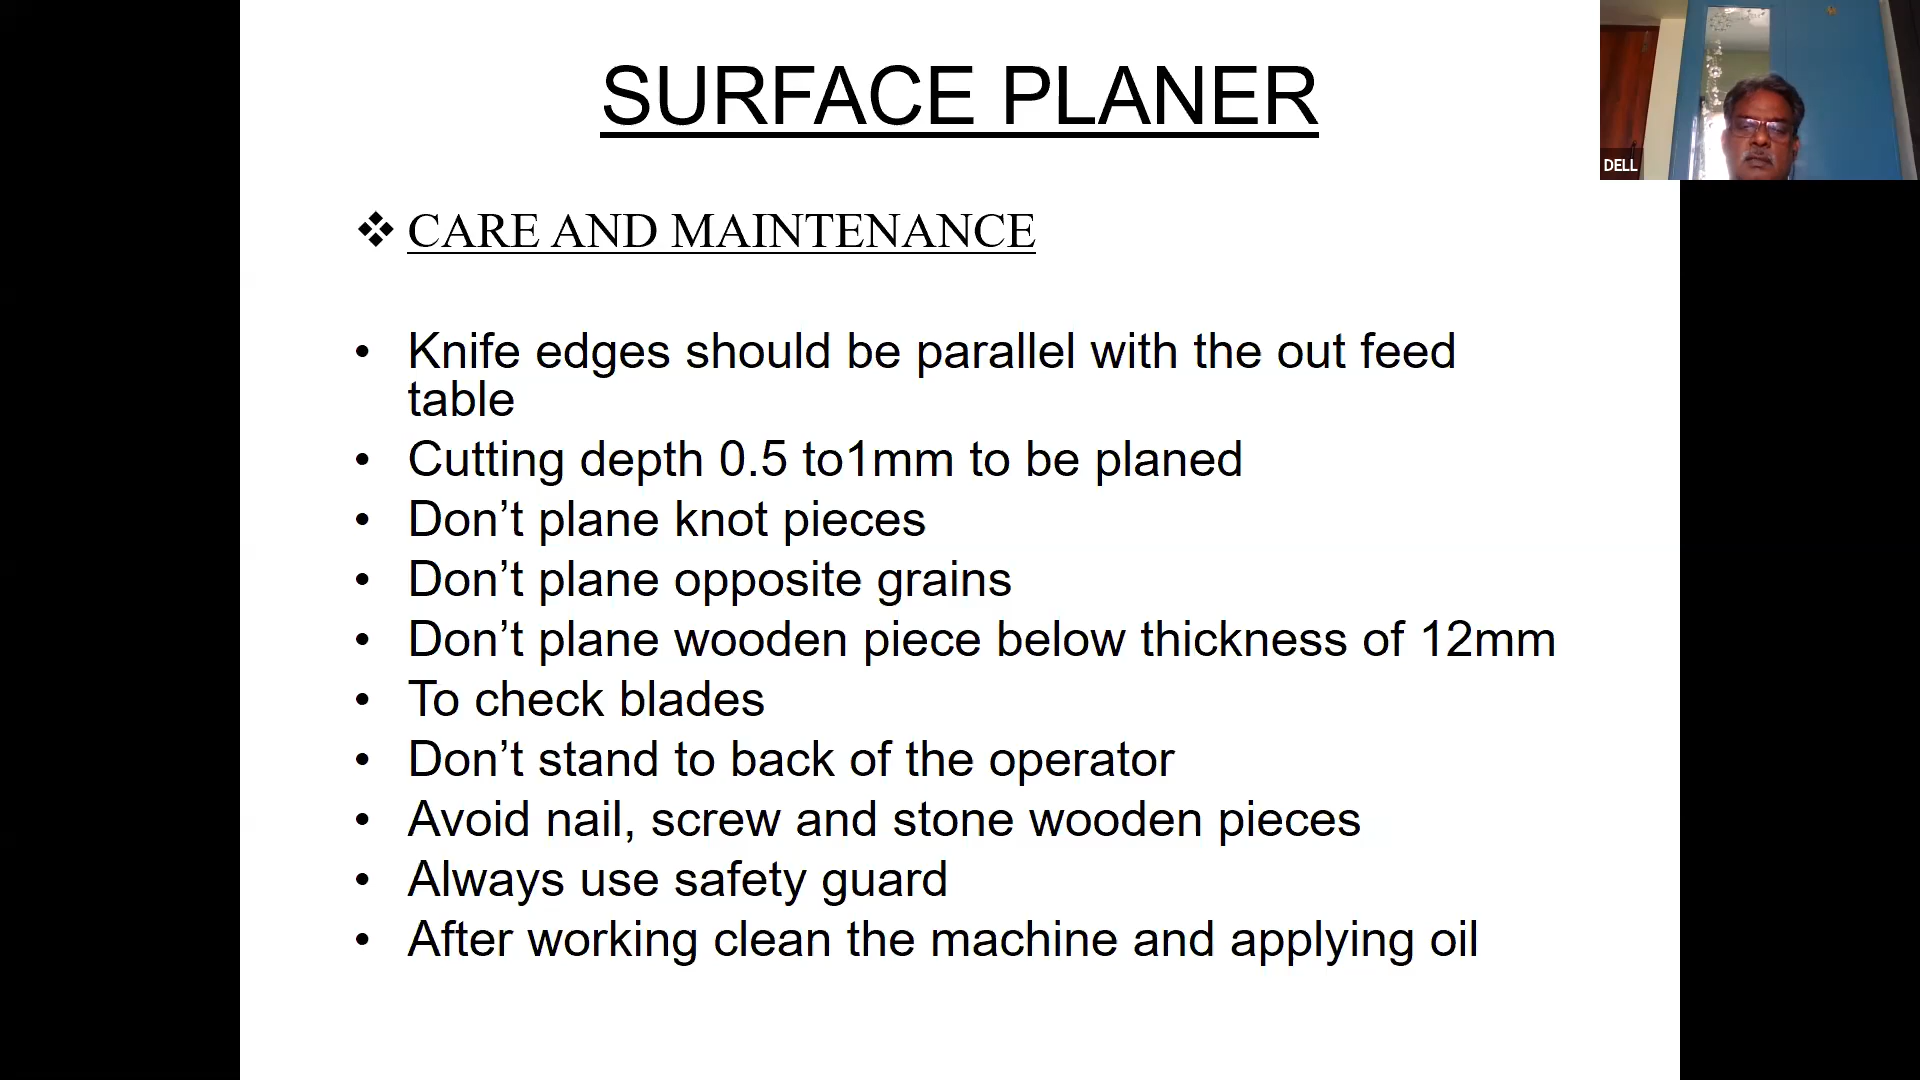 SURFACE PLANER
DELL
❖ CARE AND MAINTENANCE
• Knife edges should be parallel with the out feed
table
• Cutting depth 0.5 to1mm to be planed
• Don’t plane knot pieces
• Don’t plane opposite grains
• Don’t plane wooden piece below thickness of 12mm
• To check blades
• Don’t stand to back of the operator
• Avoid nail, screw and stone wooden pieces
• Always use safety guard
• After working clean the machine and applying oil